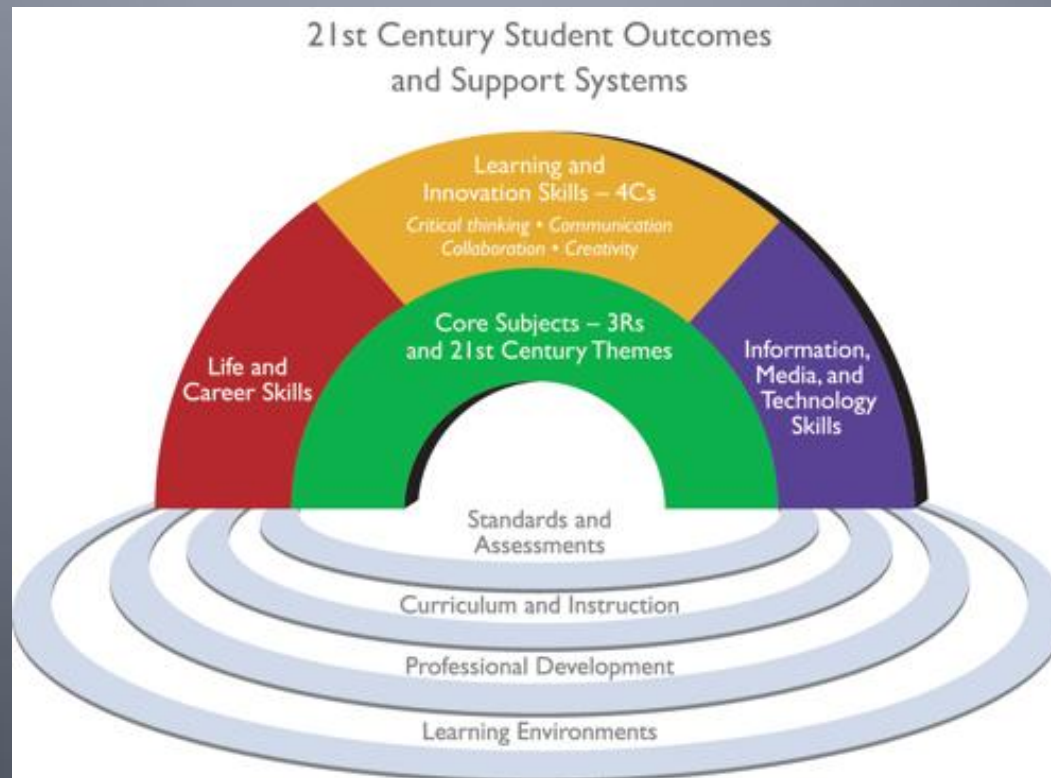 21st Century Student Outcomes
and Support Systems
Learning and
Innovation Skills – 4Cs
Critical thinking • Communication
Collaboration • Creativity
Core Subjects – 3Rs
and 21st Century Themes
Life and
Career Skills
Information,
Media, and
Technology
Skills
Standards and
Assessments
Curriculum and Instruction
Professional Development
Learning Environments